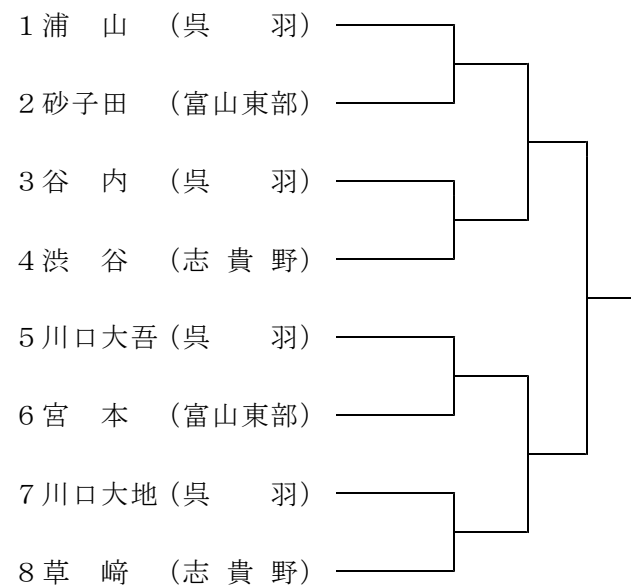 1浦　山　（呉　　羽）
2砂子田　（富山東部）
3谷　内　（呉　　羽）
4渋　谷　（志 貴 野）
5川口大吾（呉　　羽）
6宮　本　（富山東部）
7川口大地（呉　　羽）
8草　﨑　（志 貴 野）